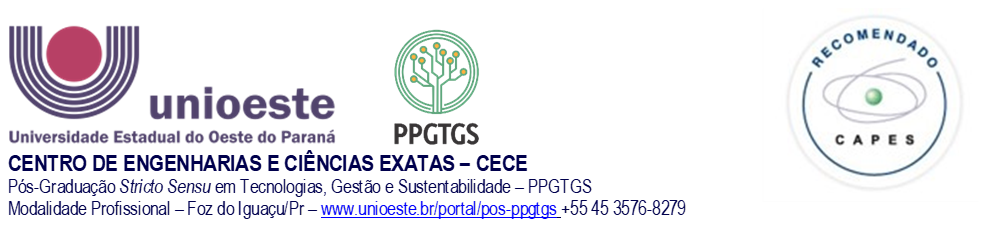 unioeste
Universidade Estadual do Oeste do Paraná
PPGTGS
RECOMENDADO
CAPES
CENTRO DE ENGENHARIAS E CIÊNCIAS EXATAS – CECE
Pós-Graduação Stricto Sensu em Tecnologias, Gestão e Sustentabilidade – PPGTGS
Modalidade Profissional – Foz do Iguaçu/Pr – www.unioeste.br/portal/pos-ppgtgs +55 45 3576-8279